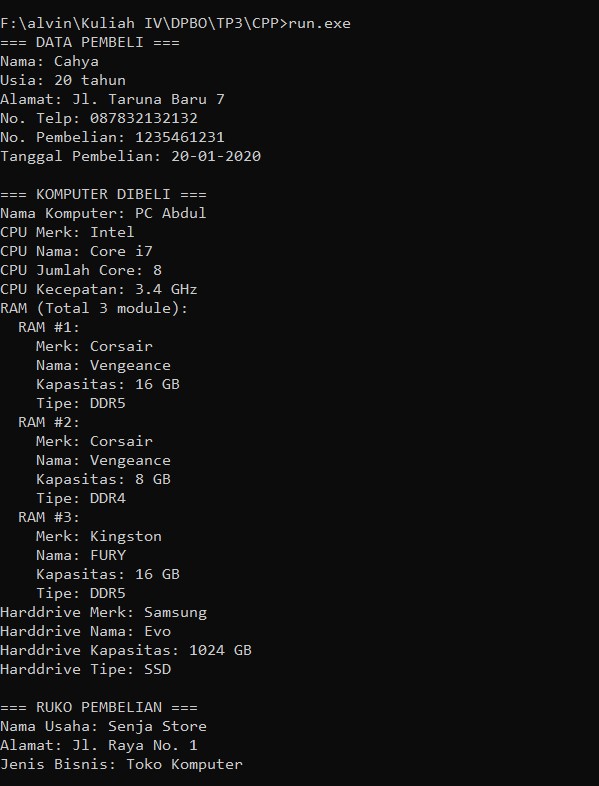 F:\alvin\Kuliah IV\DPBO\TP3\CPP>run.exe
=== DATA PEMBELI ===
Nama: Cahya
Usia: 20 tahun
Alamat: Jl. Taruna Baru 7
No. Telp: 087832132132
No. Pembelian: 1235461231
Tanggal Pembelian: 20-01-2020

=== KOMPUTER DIBELI ===
Nama Komputer: PC Abdul
CPU Merk: Intel
CPU Nama: Core i7
CPU Jumlah Core: 8
CPU Kecepatan: 3.4 GHz
RAM (Total 3 module):
  RAM #1:
    Merk: Corsair
    Nama: Vengeance
    Kapasitas: 16 GB
    Tipe: DDR5
  RAM #2:
    Merk: Corsair
    Nama: Vengeance
    Kapasitas: 8 GB
    Tipe: DDR4
  RAM #3:
    Merk: Kingston
    Nama: FURY
    Kapasitas: 16 GB
    Tipe: DDR5
Harddrive Merk: Samsung
Harddrive Nama: Evo
Harddrive Kapasitas: 1024 GB
Harddrive Tipe: SSD

=== RUKO PEMBELIAN ===
Nama Usaha: Senja Store
Alamat: Jl. Raya No. 1
Jenis Bisnis: Toko Komputer